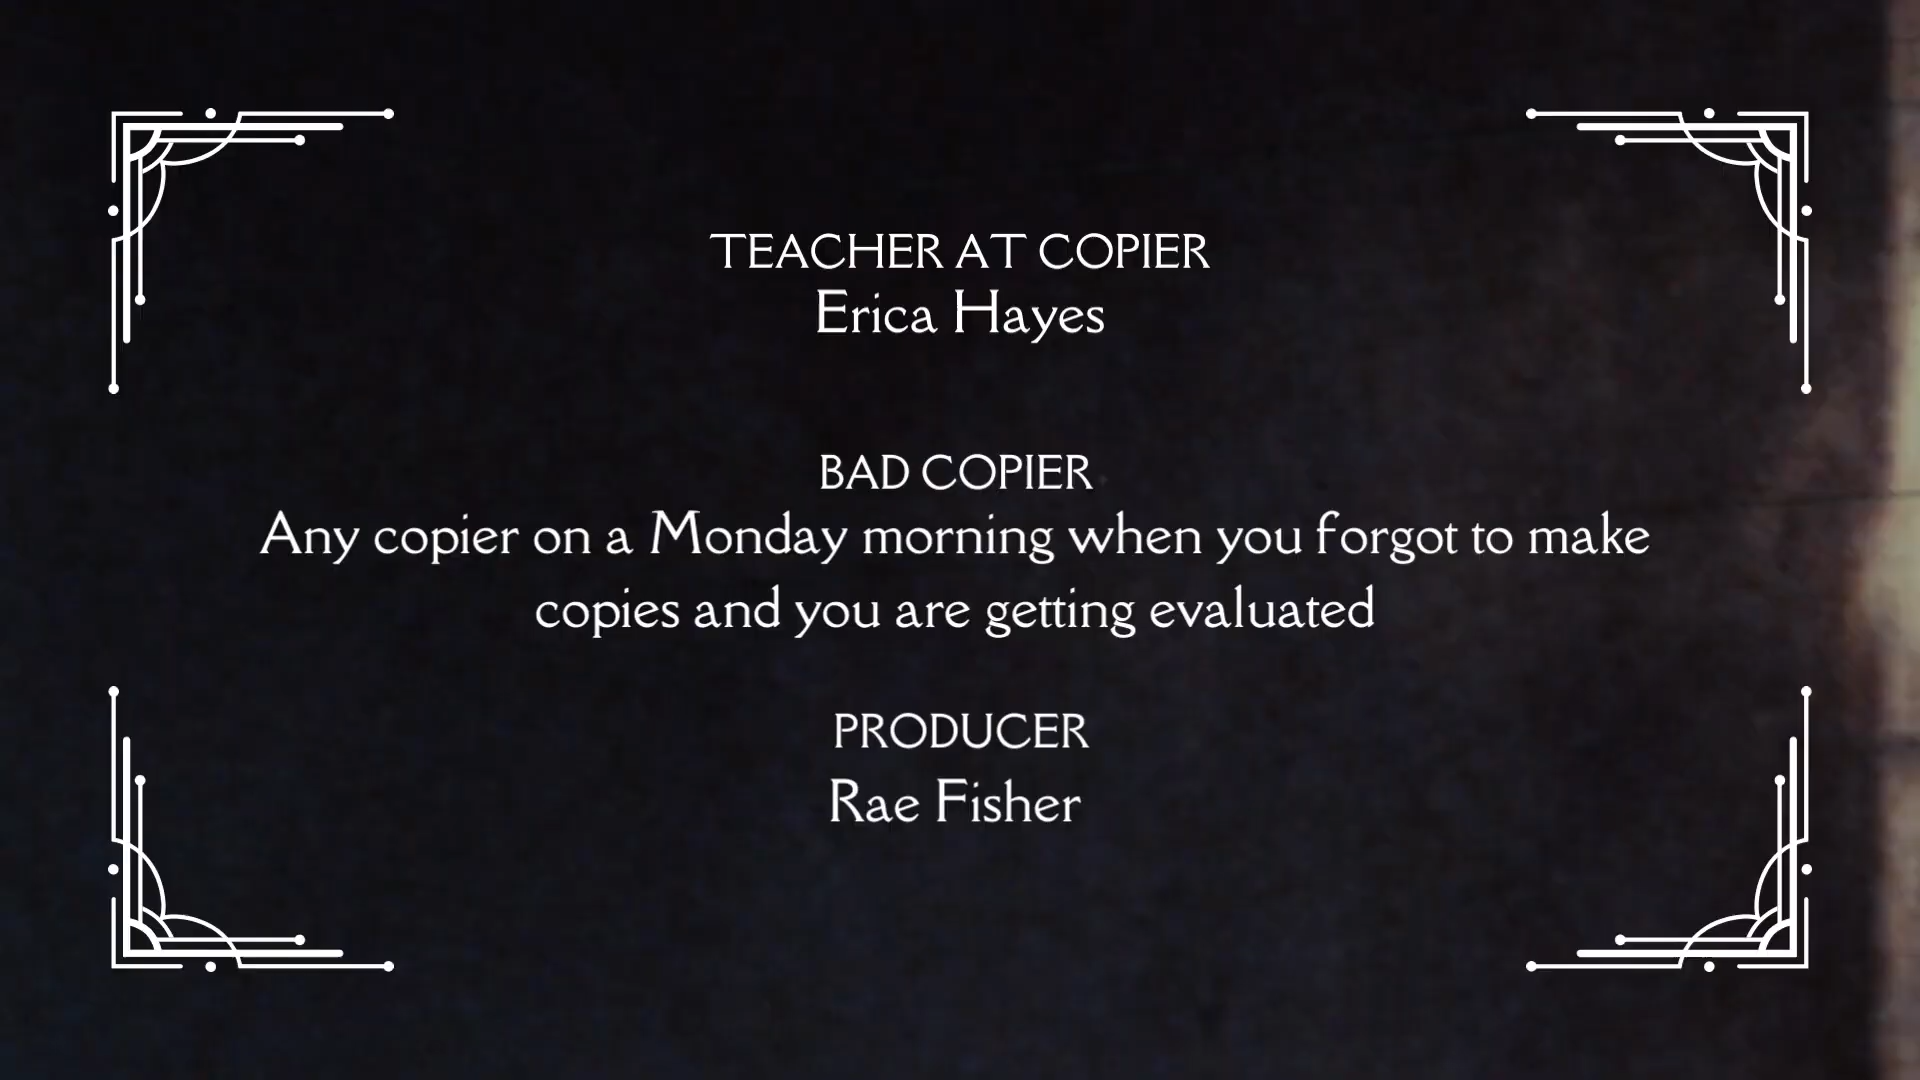 TEACHER AT COPIER
Erica Hayes
BAD COPIER
Any copier on a Monday morning when you forgot to make
copies and you are getting evaluated
PRODUCER
Rae Fisher